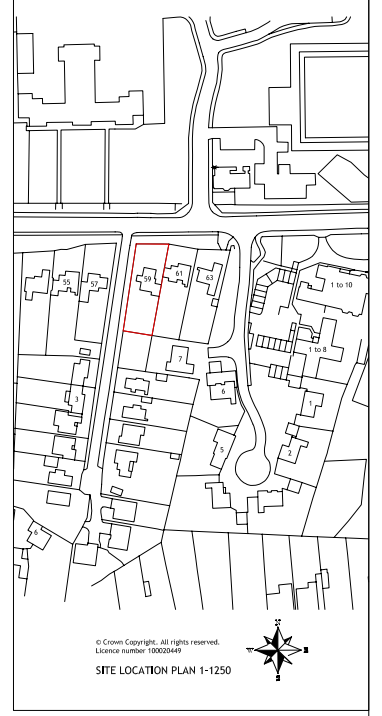 59
61
63
55
57
1 to 10
1 to 8
7
6
3
1
5
2
6
© Crown Copyright. All rights reserved.
Licence number 100020449
SITE LOCATION PLAN 1-1250
N
W
E
S